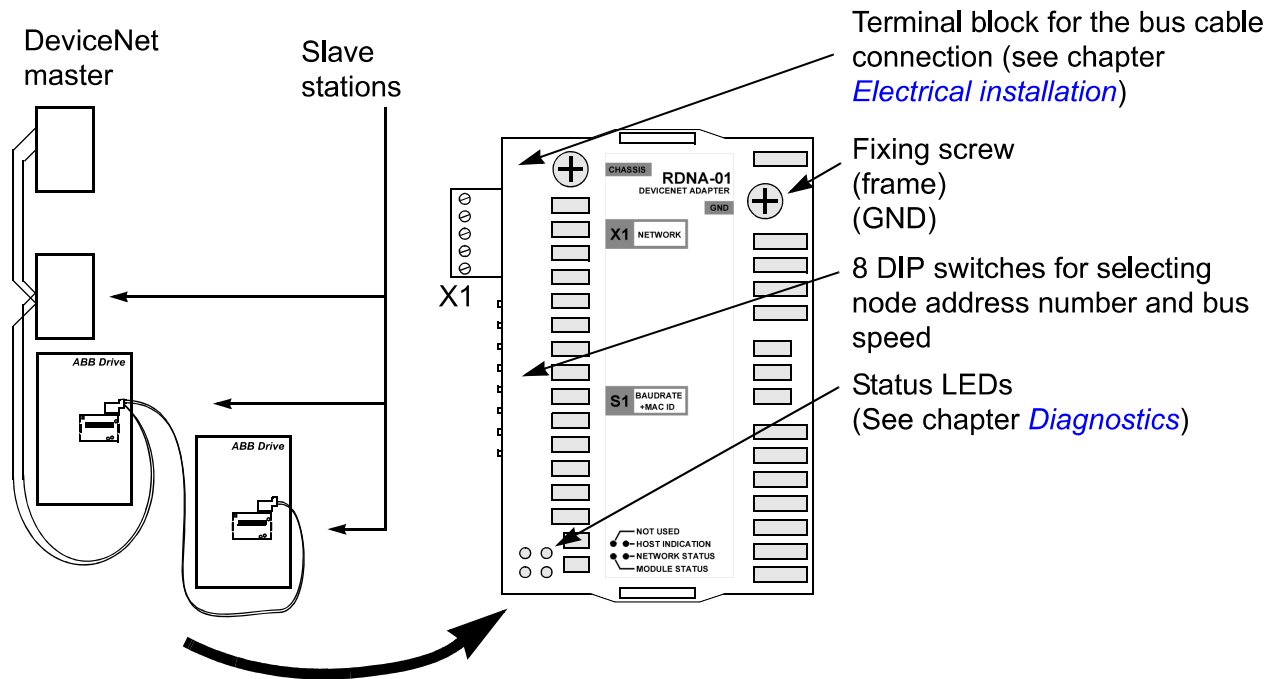 DeviceNet
master
Slave
stations
ABB Drive
ABB Drive
X1
CHASSIS
RDNA-01
DEVICENET ADAPTER
GND
X1 NETWORK
S1 BAUDRATE
+MAC ID
NOT USED
HOST INDICATION
NETWORK STATUS
MODULE STATUS
Terminal block for the bus cable
connection (see chapter
Electrical installation)
Fixing screw
(frame)
(GND)
8 DIP switches for selecting
node address number and bus
speed
Status LEDs
(See chapter Diagnostics)